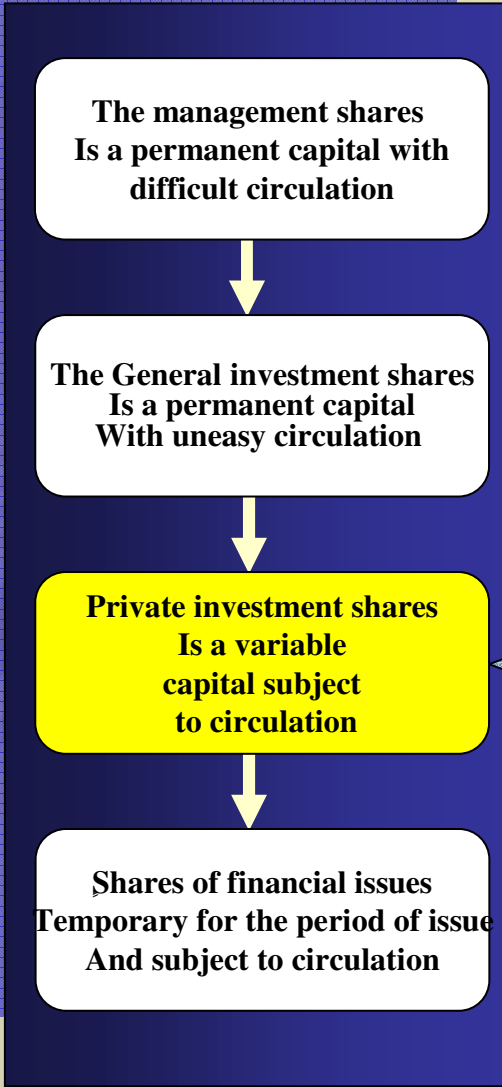 The management shares
Is a permanent capital with
difficult circulation
The General investment shares
Is a permanent capital
With uneasy circulation
Private investment shares
Is a variable
capital subject
to circulation
Shares of financial issues
Temporary for the period of issue
And subject to circulation